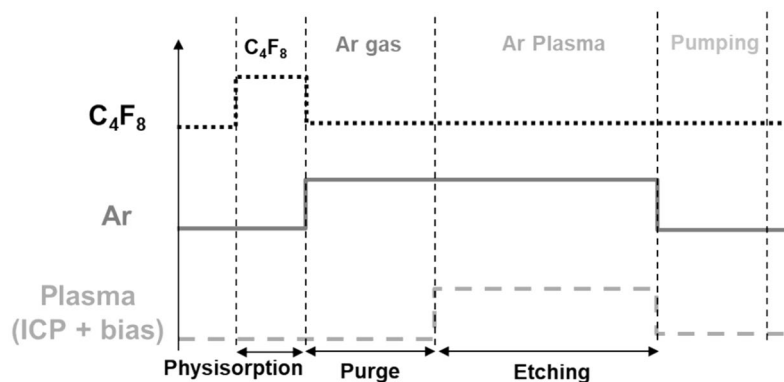 C₄F₈ Ar gas Ar Plasma Pumping
C₄F₈
Ar
Plasma
(ICP + bias)
Physisorption Purge Etching